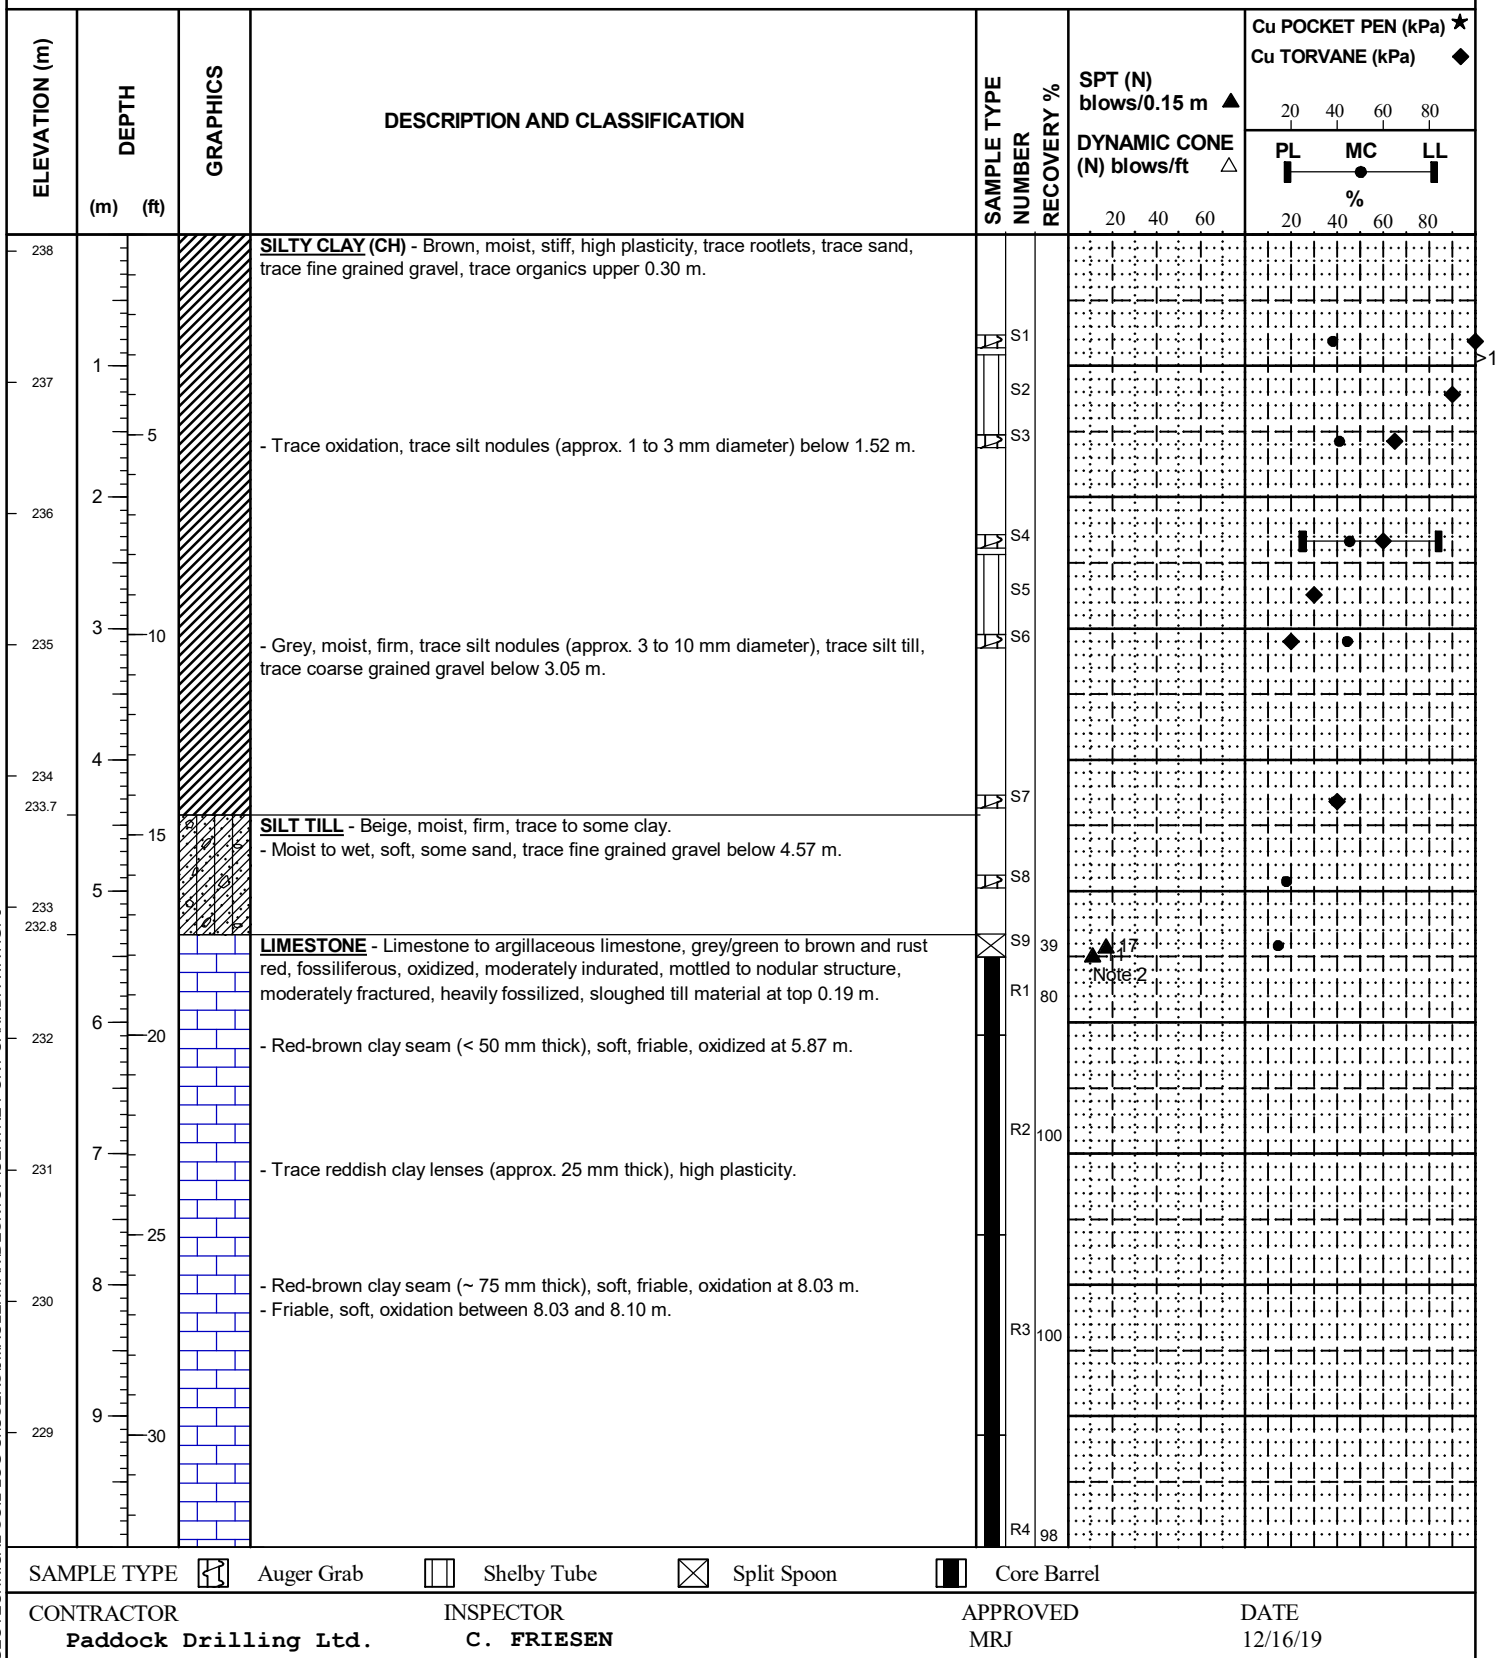 ELEVATION (m)
DEPTH
(m) (ft)
GRAPHICS
DESCRIPTION AND CLASSIFICATION
SAMPLE TYPE
NUMBER
RECOVERY %
SPT (N)
blows/0.15 m ▲
DYNAMIC CONE
(N) blows/ft △
20 40 60
Cu POCKET PEN (kPa) ★
Cu TORVANE (kPa) ◆
20 40 60 80
PL MC LL
%
20 40 60 80
238
SILTY CLAY (CH) - Brown, moist, stiff, high plasticity, trace rootlets, trace sand,
trace fine grained gravel, trace organics upper 0.30 m.
S1
>1
1
237
S2
5
- Trace oxidation, trace silt nodules (approx. 1 to 3 mm diameter) below 1.52 m.
S3
2
236
S4
S5
3
10
235
- Grey, moist, firm, trace silt nodules (approx. 3 to 10 mm diameter), trace silt till,
trace coarse grained gravel below 3.05 m.
S6
4
234
233.7
S7
15
SILT TILL - Beige, moist, firm, trace to some clay.
- Moist to wet, soft, some sand, trace fine grained gravel below 4.57 m.
S8
5
233
232.8
LIMESTONE - Limestone to argillaceous limestone, grey/green to brown and rust
red, fossiliferous, oxidized, moderately indurated, mottled to nodular structure,
moderately fractured, heavily fossilized, sloughed till material at top 0.19 m.
S9 39
17
11
Note 2
R1 80
6
232
20
- Red-brown clay seam (< 50 mm thick), soft, friable, oxidized at 5.87 m.
R2 100
7
231
- Trace reddish clay lenses (approx. 25 mm thick), high plasticity.
25
8
230
- Red-brown clay seam (~ 75 mm thick), soft, friable, oxidation at 8.03 m.
- Friable, soft, oxidation between 8.03 and 8.10 m.
R3 100
9
229
30
R4 98
SAMPLE TYPE Auger Grab Shelby Tube Split Spoon Core Barrel
CONTRACTOR INSPECTOR APPROVED DATE
Paddock Drilling Ltd. C. FRIESEN MRJ 12/16/19